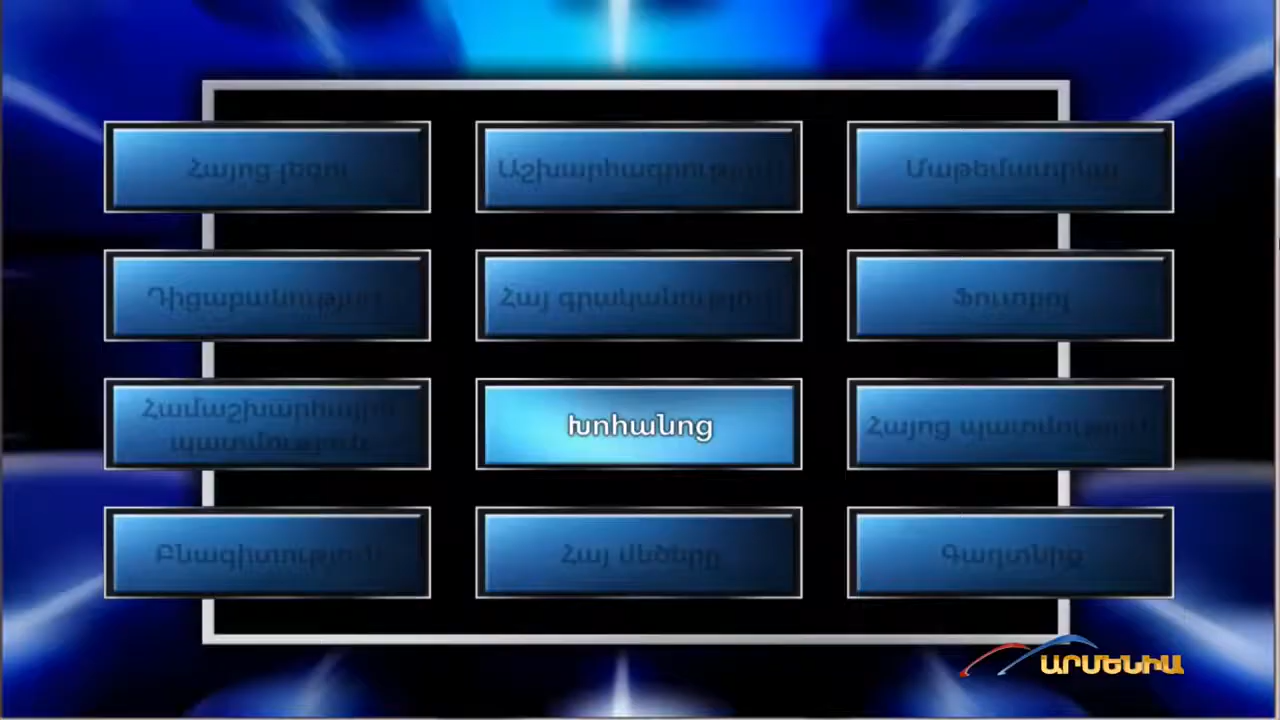 Հայոց լեզու
Աշխարհագրություն
Մաթեմատիկա
Դիցաբանություն
Հայ գրականություն
Ֆուտբոլ
Համաշխարհային
պատմություն
Խոհանոց
Հայոց պատմություն
Բնագիտություն
Հայ մեծերը
Գաղտնիք
ԱՐՄԵՆԻԱ